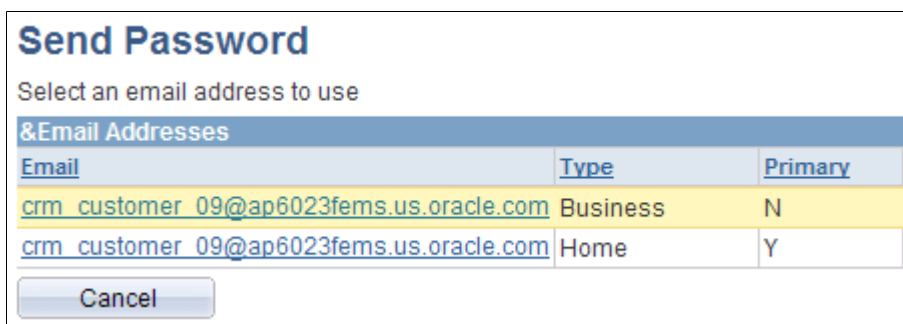 Send Password
Select an email address to use
&Email Addresses
Email Type Primary
crm_customer_09@ap6023fems.us.oracle.com Business N
crm_customer_09@ap6023fems.us.oracle.com Home Y
Cancel